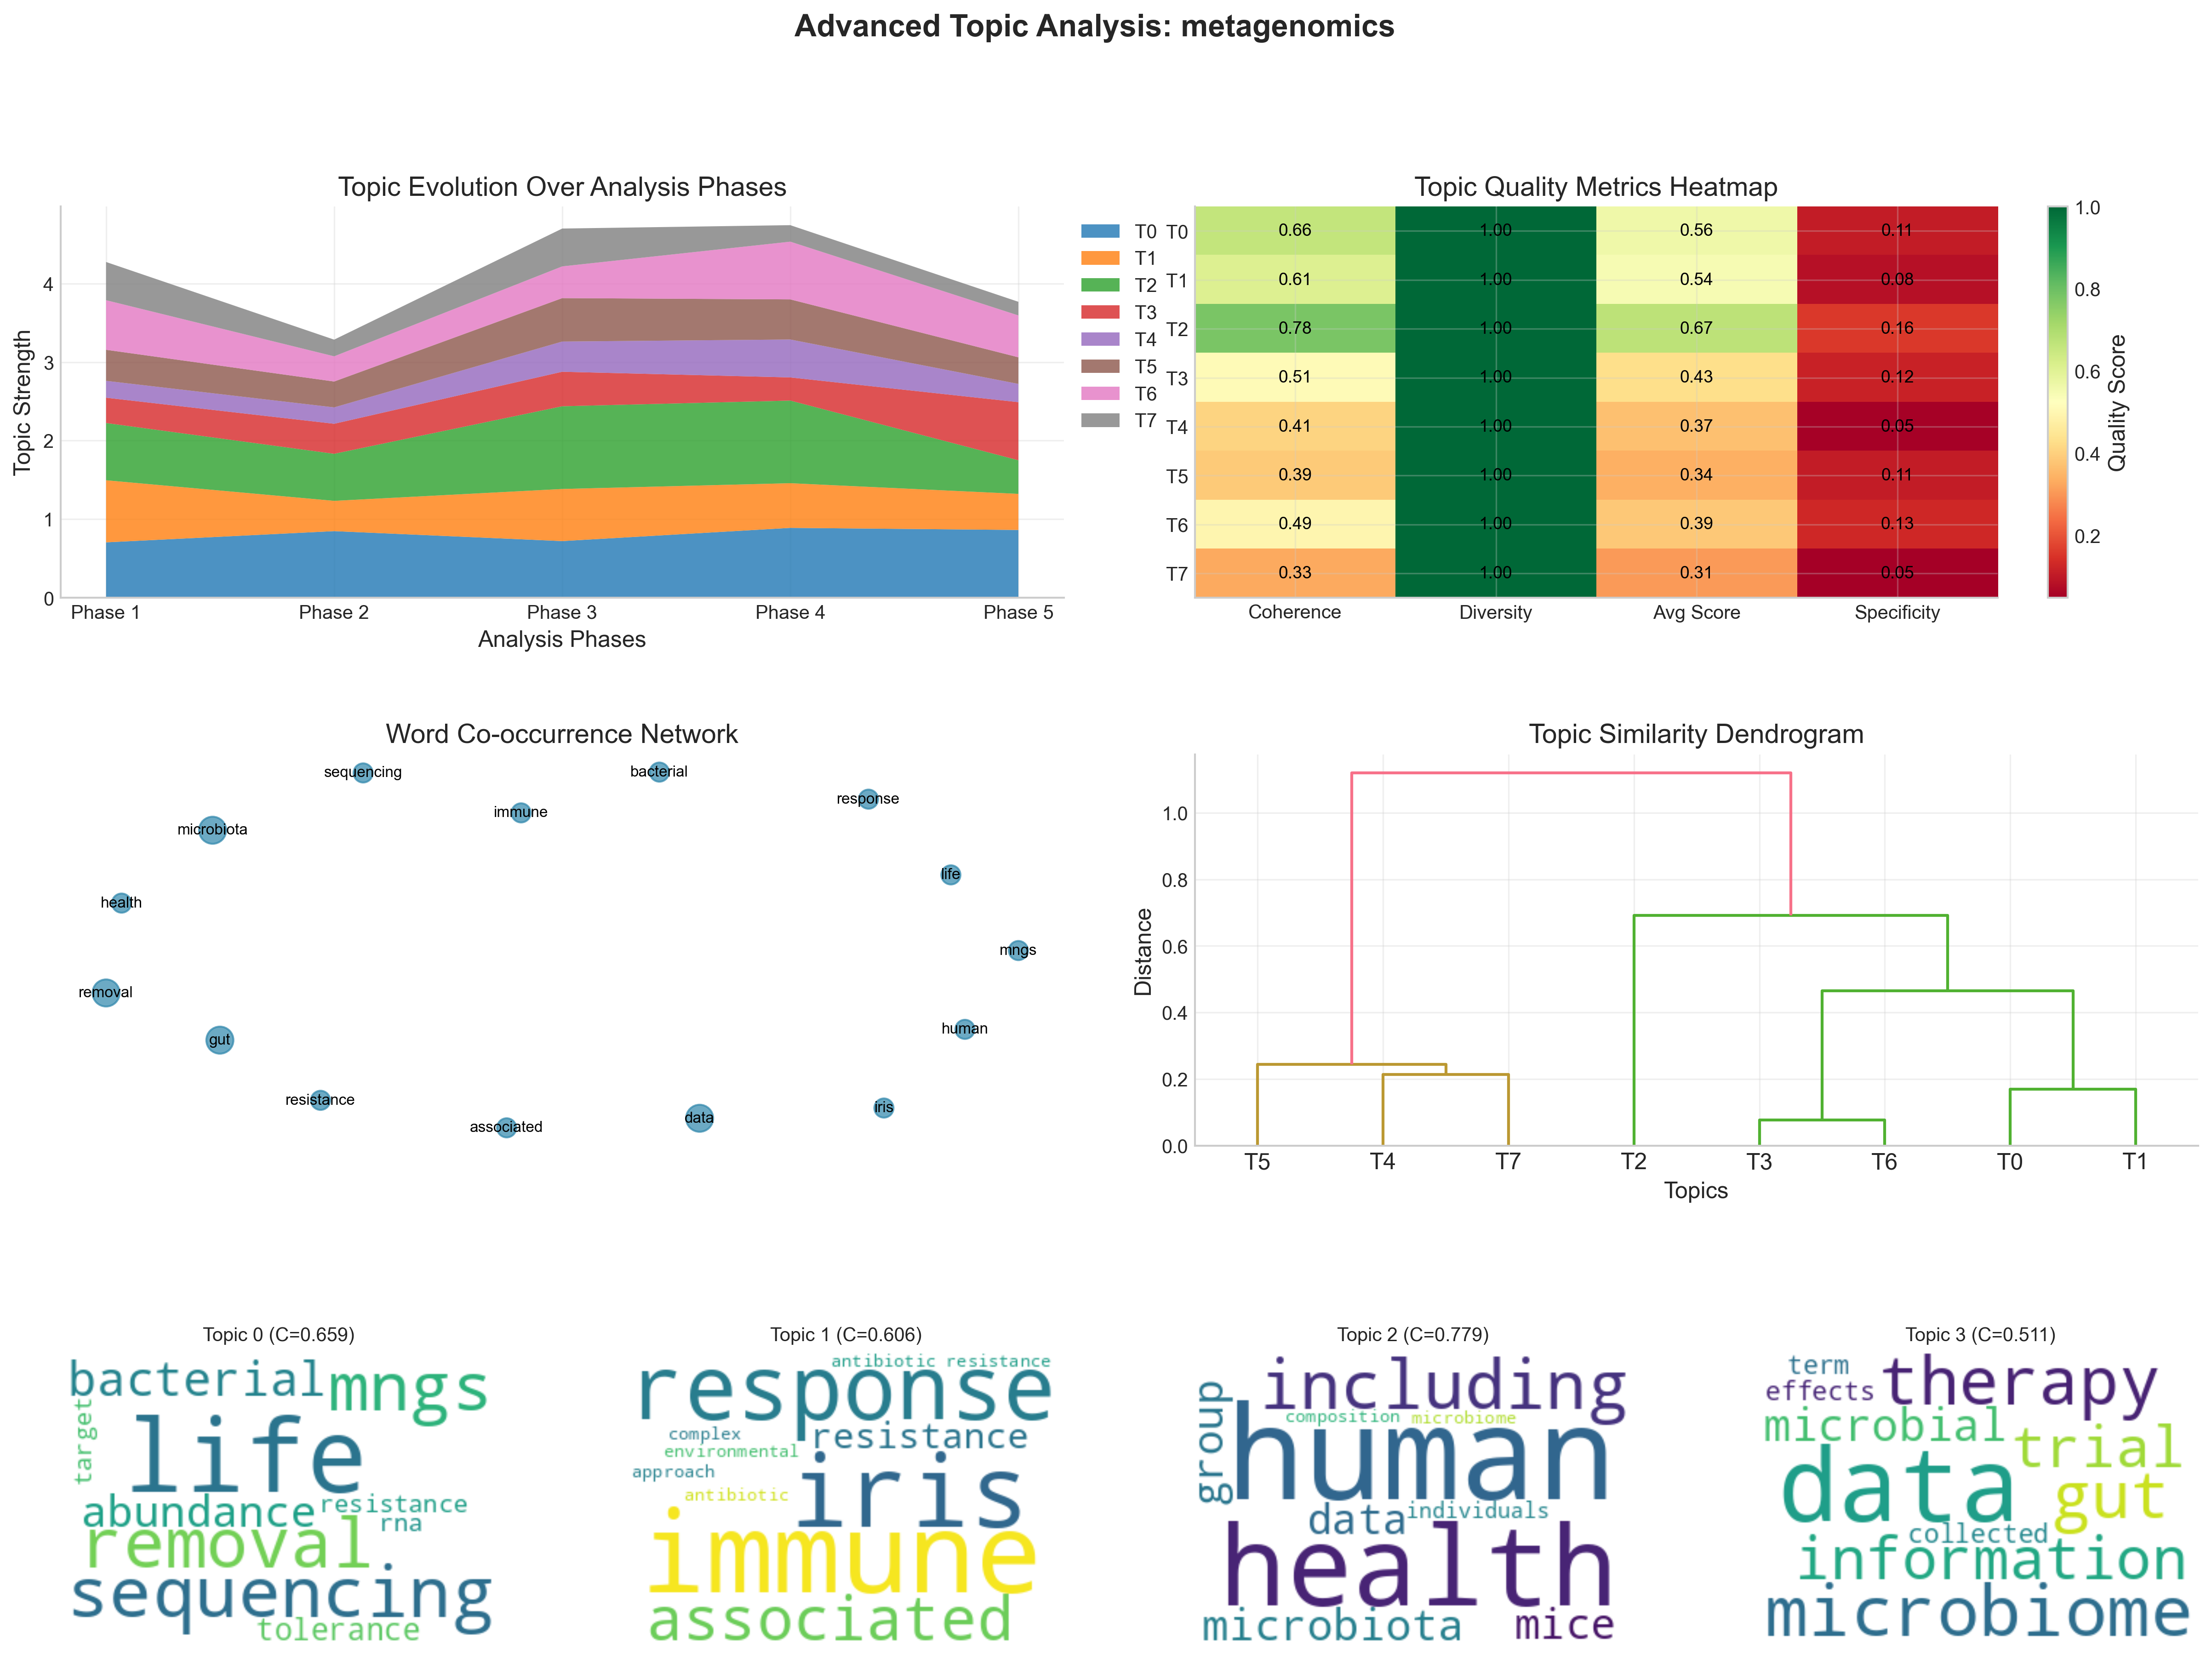 Advanced Topic Analysis: metagenomics
Topic Evolution Over Analysis Phases
Topic Strength
4
3
2
1
0
Phase 1 Phase 2 Phase 3 Phase 4 Phase 5
Analysis Phases
T0
T1
T2
T3
T4
T5
T6
T7
Topic Quality Metrics Heatmap
T0 0.66 1.00 0.56 0.11
T1 0.61 1.00 0.54 0.08
T2 0.78 1.00 0.67 0.16
T3 0.51 1.00 0.43 0.12
T4 0.41 1.00 0.37 0.05
T5 0.39 1.00 0.34 0.11
T6 0.49 1.00 0.39 0.13
T7 0.33 1.00 0.31 0.05
Coherence Diversity Avg Score Specificity
1.0
0.8
0.6
0.4
0.2
Quality Score
Word Co-occurrence Network
sequencing
bacterial
response
immune
microbiota
life
health
mngs
removal
human
gut
resistance
iris
data
associated
Topic Similarity Dendrogram
Distance
1.0
0.8
0.6
0.4
0.2
0.0
T5 T4 T7 T2 T3 T6 T0 T1
Topics
Topic 0 (C=0.659)
bacterial
mngs
target
life
abundance
resistance
rna
removal
sequencing
tolerance
Topic 1 (C=0.606)
antibiotic resistance
response
complex
resistance
environmental
approach
iris
antibiotic
immune
associated
Topic 2 (C=0.779)
including
group
composition
microbiome
human
data
individuals
health
microbiota
mice
Topic 3 (C=0.511)
term
effects
therapy
microbial
trial
data
gut
collected
information
microbiome